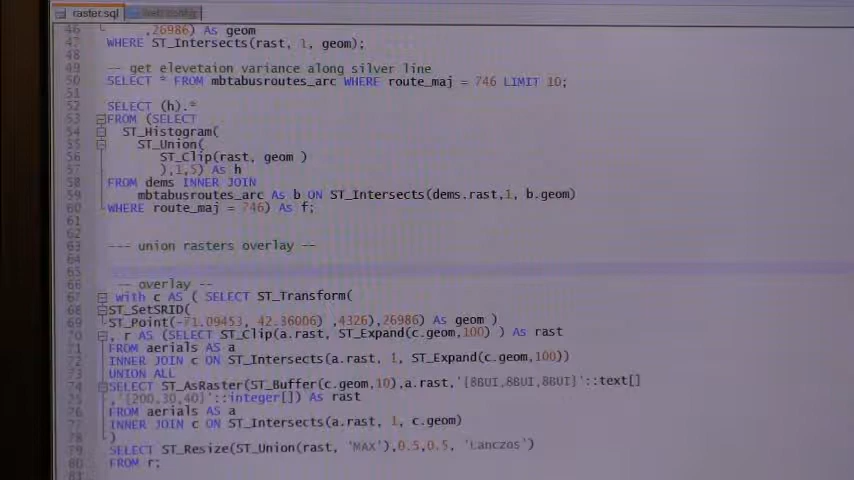 raster.sql
46 ,26986) As geom
47 WHERE ST_Intersects(rast, 1, geom);
48
49 -- get elevetaion variance along silver line
50 SELECT * FROM mbtabusroutes_arc WHERE route_maj = 746 LIMIT 10;
51
52 SELECT (h).*
53 FROM (SELECT
54 ST_Histogram(
55 ST_Union(
56 ST_Clip(rast, geom )
57 ),1,5) As h
58 FROM dems INNER JOIN
59 mbtabusroutes_arc As b ON ST_Intersects(dems.rast,1, b.geom)
60 WHERE route_maj = 746) As f;
61
62
63 --- union rasters overlay --
64
65
66 -- overlay --
67 with c AS ( SELECT ST_Transform(
68 ST_SetSRID(
69 ST_Point(-71.09453, 42.36006) ,4326),26986) As geom )
70 , r AS (SELECT ST_Clip(a.rast, ST_Expand(c.geom,100) ) As rast
71 FROM aerials AS a
72 INNER JOIN c ON ST_Intersects(a.rast, 1, ST_Expand(c.geom,100))
73 UNION ALL
74 SELECT ST_AsRaster(ST_Buffer(c.geom,10),a.rast,'{8BUI,8BUI,8BUI}'::text[]
75 ,'{200,30,40}'::integer[]) As rast
76 FROM aerials AS a
77 INNER JOIN c ON ST_Intersects(a.rast, 1, c.geom)
78 )
79 SELECT ST_Resize(ST_Union(rast, 'MAX'),0.5,0.5, 'Lanczos')
80 FROM r;
81